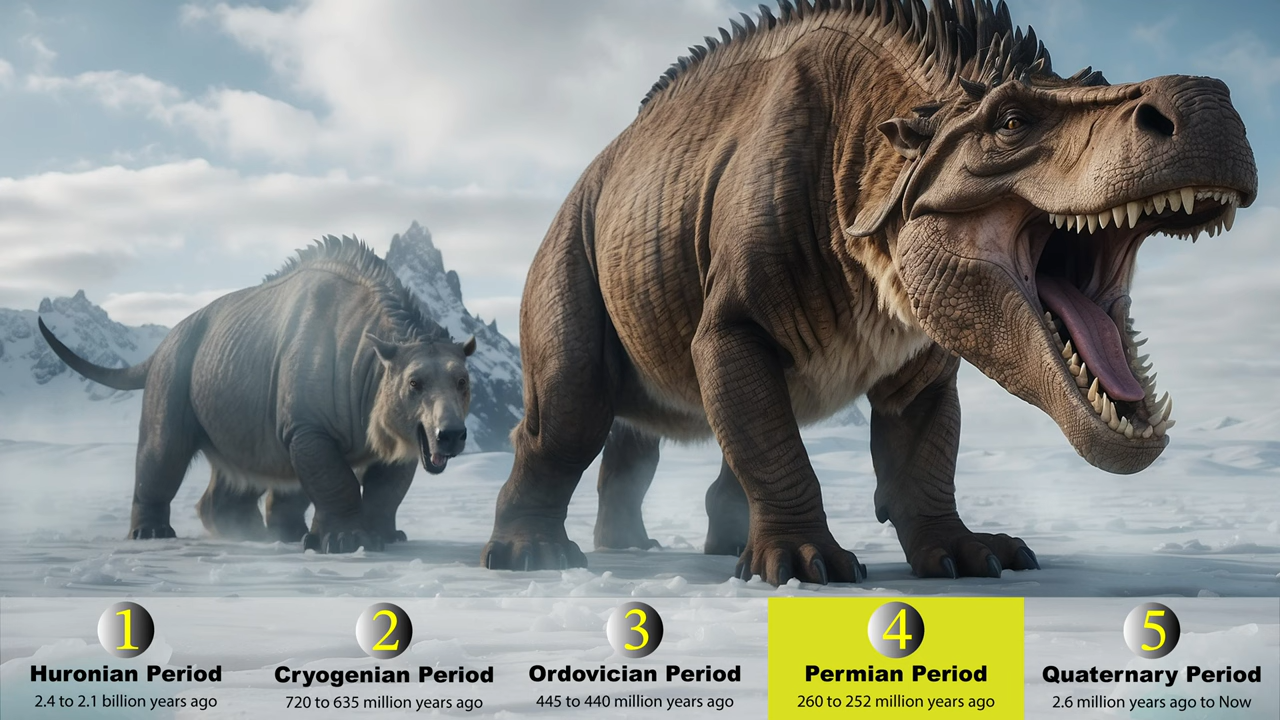 1
Huronian Period
2.4 to 2.1 billion years ago
2
Cryogenian Period
720 to 635 million years ago
3
Ordovician Period
445 to 440 million years ago
4
Permian Period
260 to 252 million years ago
5
Quaternary Period
2.6 million years ago to Now